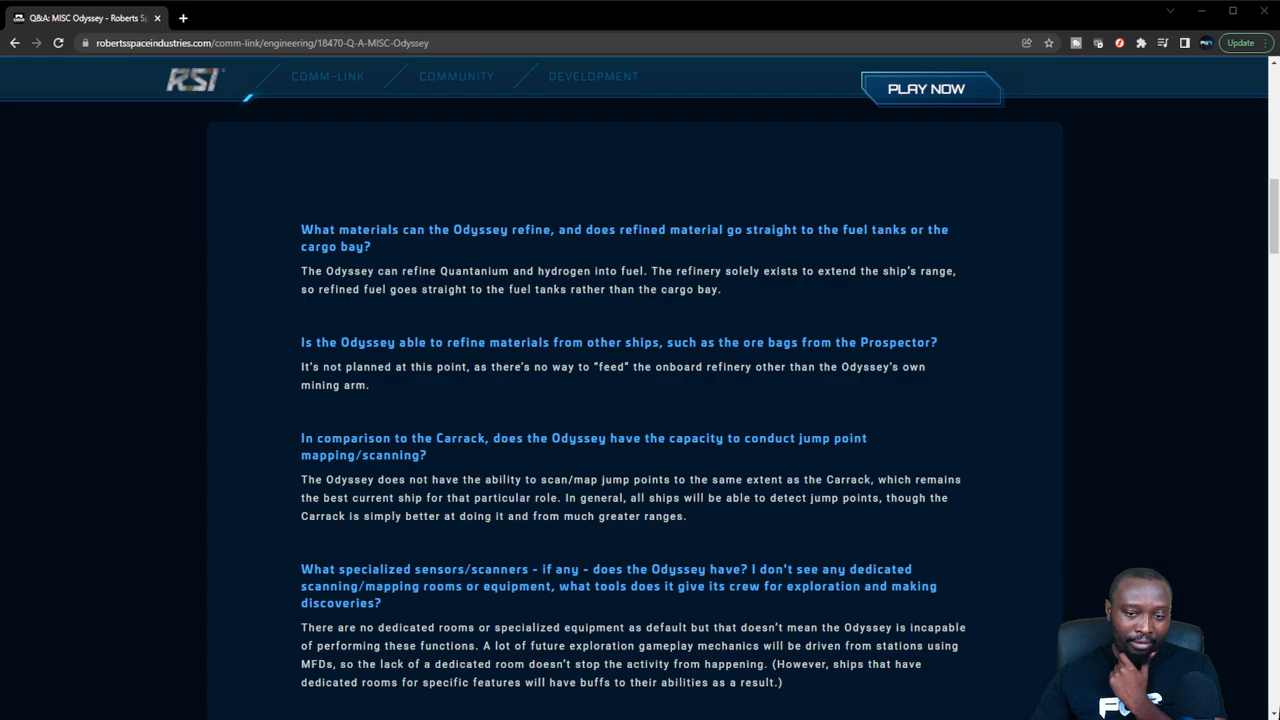 Q&A: MISC Odyssey - Roberts Sp
robertsspaceindustries.com/comm-link/engineering/18470-Q-A-MISC-Odyssey
Update
RSI
COMM-LINK
COMMUNITY
DEVELOPMENT
PLAY NOW
What materials can the Odyssey refine, and does refined material go straight to the fuel tanks or the
cargo bay?
The Odyssey can refine Quantanium and hydrogen into fuel. The refinery solely exists to extend the ship's range,
so refined fuel goes straight to the fuel tanks rather than the cargo bay.
Is the Odyssey able to refine materials from other ships, such as the ore bags from the Prospector?
It's not planned at this point, as there's no way to "feed" the onboard refinery other than the Odyssey's own
mining arm.
In comparison to the Carrack, does the Odyssey have the capacity to conduct jump point
mapping/scanning?
The Odyssey does not have the ability to scan/map jump points to the same extent as the Carrack, which remains
the best current ship for that particular role. In general, all ships will be able to detect jump points, though the
Carrack is simply better at doing it and from much greater ranges.
What specialized sensors/scanners - if any - does the Odyssey have? I don't see any dedicated
scanning/mapping rooms or equipment, what tools does it give its crew for exploration and making
discoveries?
There are no dedicated rooms or specialized equipment as default but that doesn't mean the Odyssey is incapable
of performing these functions. A lot of future exploration gameplay mechanics will be driven from stations using
MFDs, so the lack of a dedicated room doesn't stop the activity from happening. (However, ships that have
dedicated rooms for specific features will have buffs to their abilities as a result.)